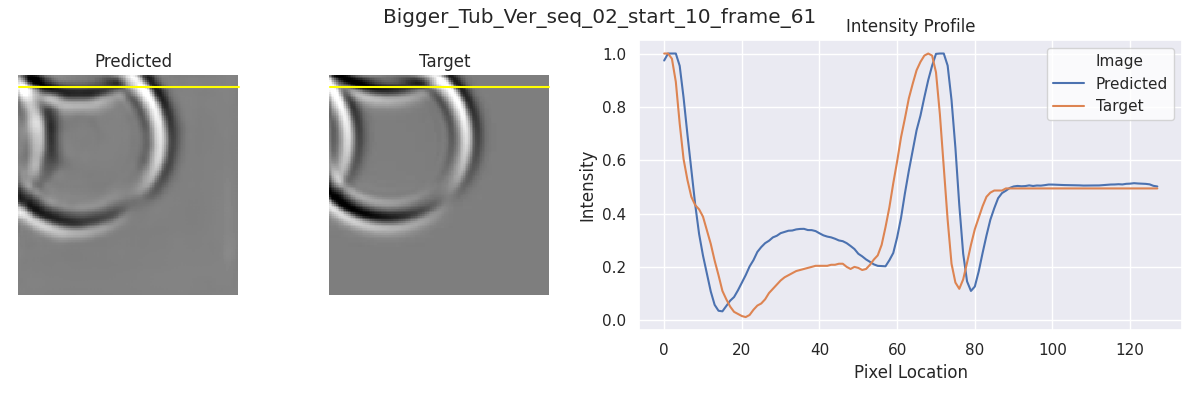 Bigger_Tub_Ver_seq_02_start_10_frame_61
Predicted
Target
Intensity Profile
Image
Predicted
Target
Intensity
1.0
0.8
0.6
0.4
0.2
0.0
0 20 40 60 80 100 120
Pixel Location